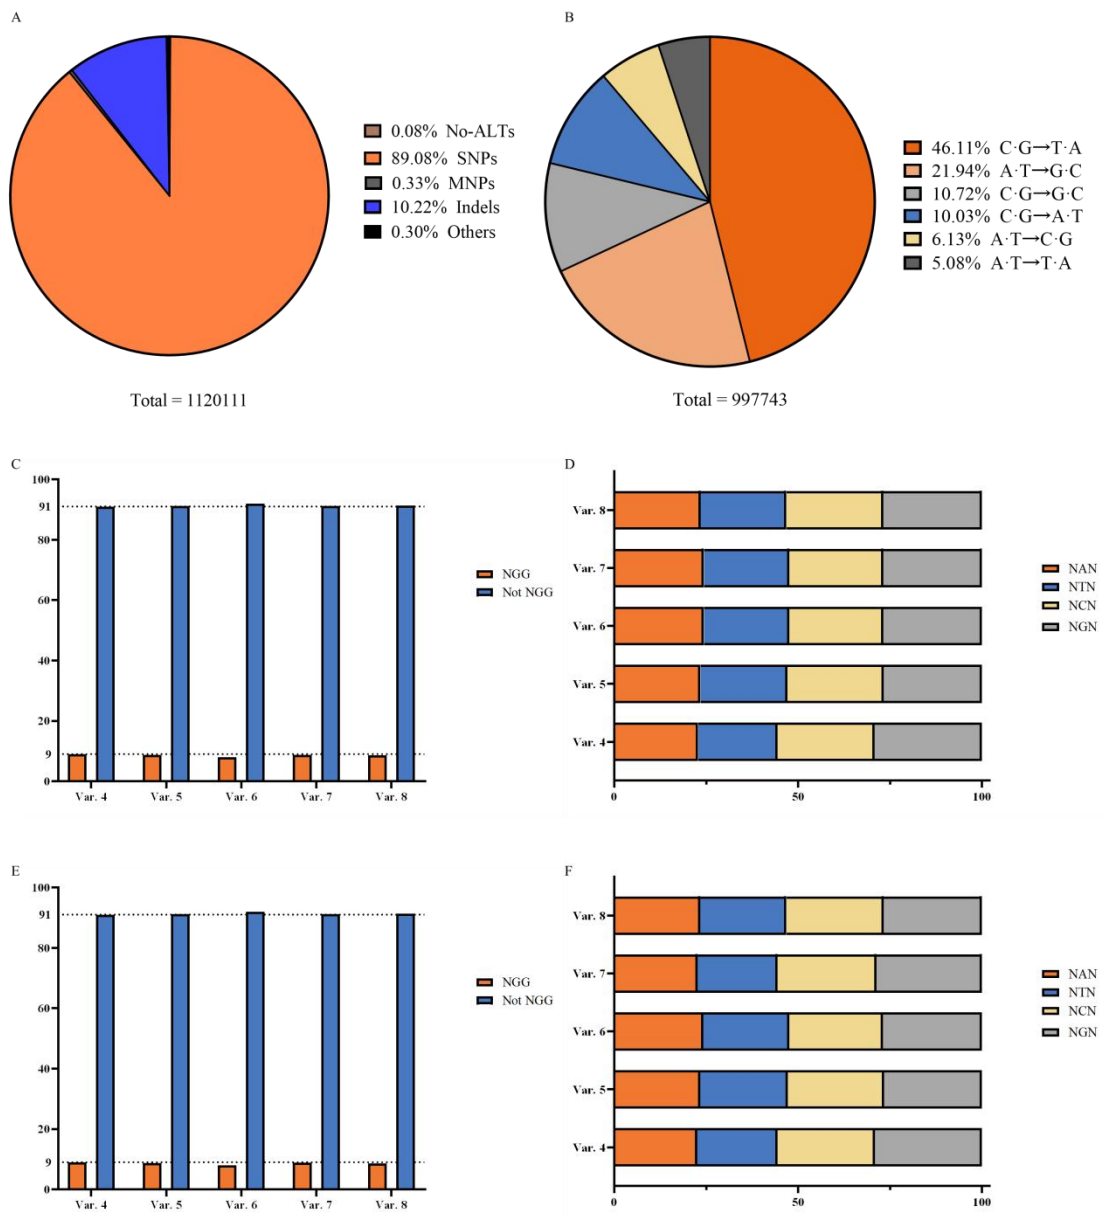 A
0.08% No-ALTs
89.08% SNPs
0.33% MNPs
10.22% Indels
0.30% Others
Total = 1120111
B
46.11% C·G→T·A
21.94% A·T→G·C
10.72% C·G→G·C
10.03% C·G→A·T
6.13% A·T→C·G
5.08% A·T→T·A
Total = 997743
C
100
91
80
60
40
20
9
0
Var. 4 Var. 5 Var. 6 Var. 7 Var. 8
NGG
Not NGG
D
Var. 8
Var. 7
Var. 6
Var. 5
Var. 4
0 50 100
NAN
NTN
NCN
NGN
E
100
91
80
60
40
20
9
0
Var. 4 Var. 5 Var. 6 Var. 7 Var. 8
NGG
Not NGG
F
Var. 8
Var. 7
Var. 6
Var. 5
Var. 4
0 50 100
NAN
NTN
NCN
NGN